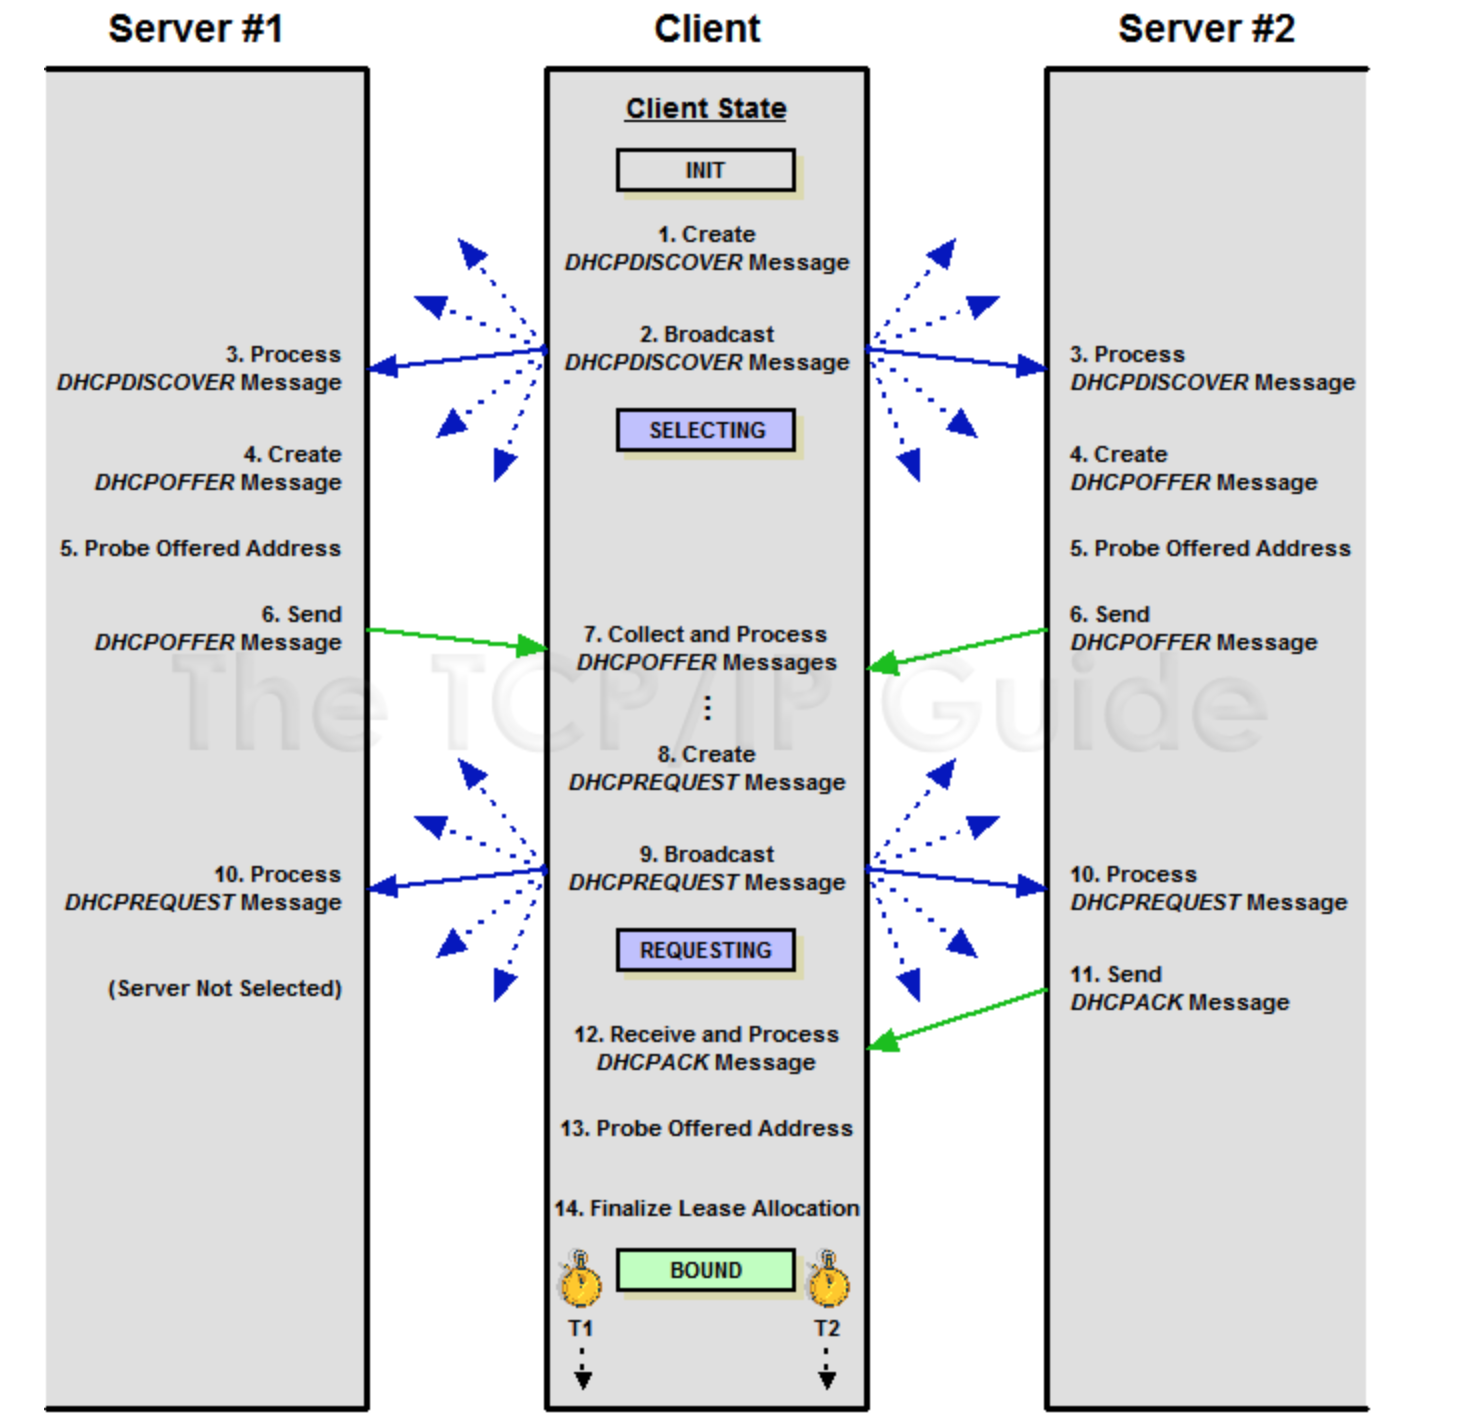 Server #1
Client
Server #2
Client State
INIT
1. Create
DHCPDISCOVER Message
2. Broadcast
DHCPDISCOVER Message
3. Process
DHCPDISCOVER Message
3. Process
DHCPDISCOVER Message
SELECTING
4. Create
DHCPOFFER Message
4. Create
DHCPOFFER Message
5. Probe Offered Address
5. Probe Offered Address
6. Send
DHCPOFFER Message
6. Send
DHCPOFFER Message
7. Collect and Process
DHCPOFFER Messages
The TCP/IP Guide
8. Create
DHCPREQUEST Message
9. Broadcast
DHCPREQUEST Message
10. Process
DHCPREQUEST Message
10. Process
DHCPREQUEST Message
REQUESTING
(Server Not Selected)
11. Send
DHCPACK Message
12. Receive and Process
DHCPACK Message
13. Probe Offered Address
14. Finalize Lease Allocation
BOUND
T1
T2